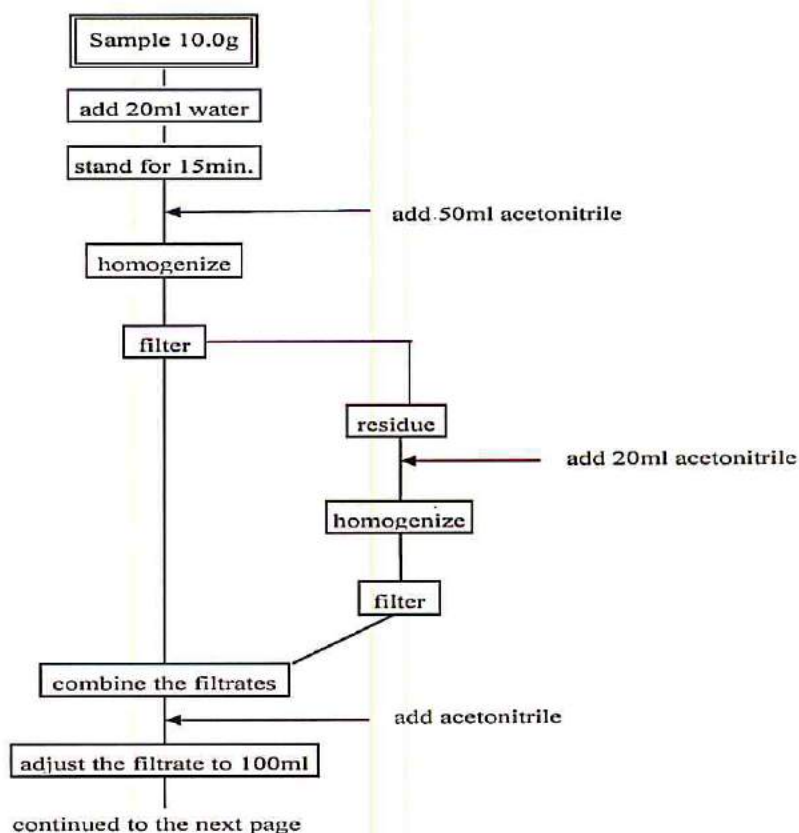 Sample 10.0g
add 20ml water
stand for 15min.
add 50ml acetonitrile
homogenize
filter
residue
add 20ml acetonitrile
homogenize
filter
combine the filtrates
add acetonitrile
adjust the filtrate to 100ml
continued to the next page